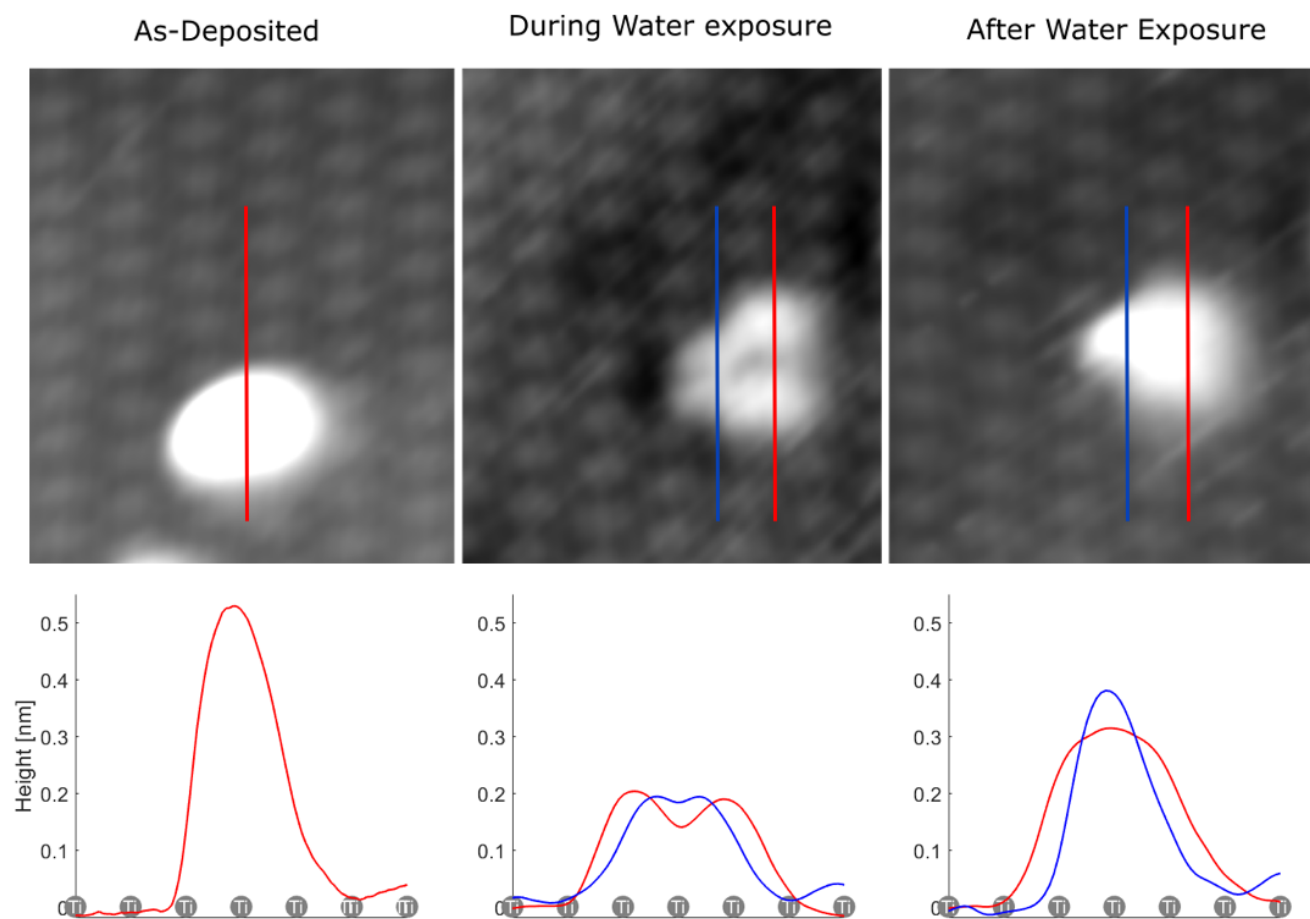 As-Deposited
During Water exposure
After Water Exposure
Height [nm]
0.5
0.4
0.3
0.2
0.1
0
Ti Ti Ti Ti Ti Ti Ti
0.5
0.4
0.3
0.2
0.1
0
Ti Ti Ti Ti Ti Ti Ti
0.5
0.4
0.3
0.2
0.1
0
Ti Ti Ti Ti Ti Ti Ti